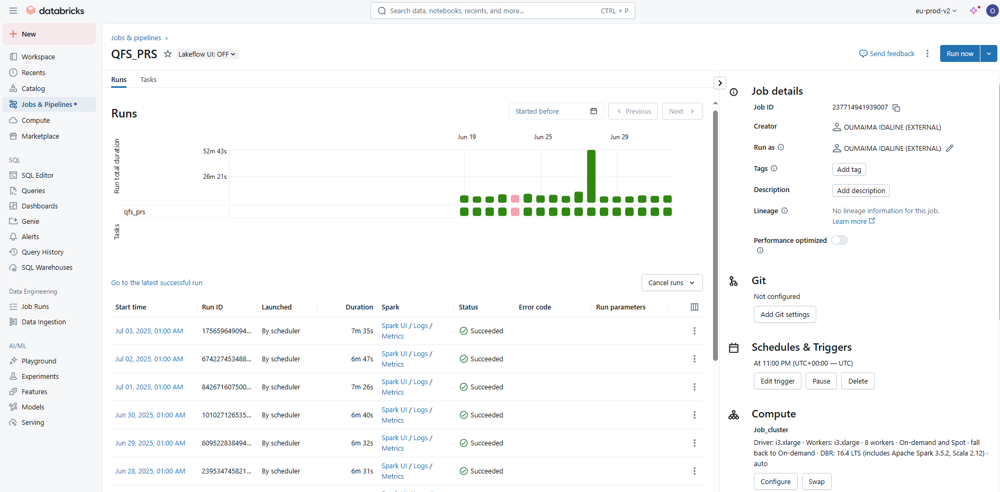 databricks
Search data, notebooks, recents, and more...
CTRL + P
eu-prod-v2
O
New
Workspace
Recents
Catalog
Jobs & Pipelines
Compute
Marketplace
SQL
SQL Editor
Queries
Dashboards
Genie
Alerts
Query History
SQL Warehouses
Data Engineering
Job Runs
Data Ingestion
AI/ML
Playground
Experiments
Features
Models
Serving
Jobs & pipelines
QFS_PRS
Lakeflow UI: OFF
Send feedback
Run now
Runs
Tasks
Runs
Started before
Previous
Next
Jun 19
Jun 25
Jun 29
Run total duration
52m 43s
26m 21s
qfs_prs
Tasks
Go to the latest successful run
Cancel runs
Start time Run ID Launched Duration Spark Status Error code Run parameters
Jul 03, 2025, 01:00 AM 175659649094... By scheduler 7m 35s Spark UI / Logs / Metrics Succeeded
Jul 02, 2025, 01:00 AM 674227453488... By scheduler 6m 47s Spark UI / Logs / Metrics Succeeded
Jul 01, 2025, 01:00 AM 842671607500... By scheduler 7m 26s Spark UI / Logs / Metrics Succeeded
Jun 30, 2025, 01:00 AM 101027126535... By scheduler 6m 40s Spark UI / Logs / Metrics Succeeded
Jun 29, 2025, 01:00 AM 609522838494... By scheduler 6m 32s Spark UI / Logs / Metrics Succeeded
Jun 28, 2025, 01:00 AM 239534745821... By scheduler 6m 31s Spark UI / Logs / Metrics Succeeded
Job details
Job ID 237714941939007
Creator OUMAIMA IDALINE (EXTERNAL)
Run as OUMAIMA IDALINE (EXTERNAL)
Tags Add tag
Description Add description
Lineage No lineage information for this job.
Learn more
Performance optimized
Git
Not configured
Add Git settings
Schedules & Triggers
At 11:00 PM (UTC+00:00 — UTC)
Edit trigger Pause Delete
Compute
Job_cluster
Driver: i3.xlarge · Workers: i3.xlarge · 8 workers · On-demand and Spot · fall
back to On-demand · DBR: 16.4 LTS (includes Apache Spark 3.5.2, Scala 2.12) ·
auto
Configure Swap